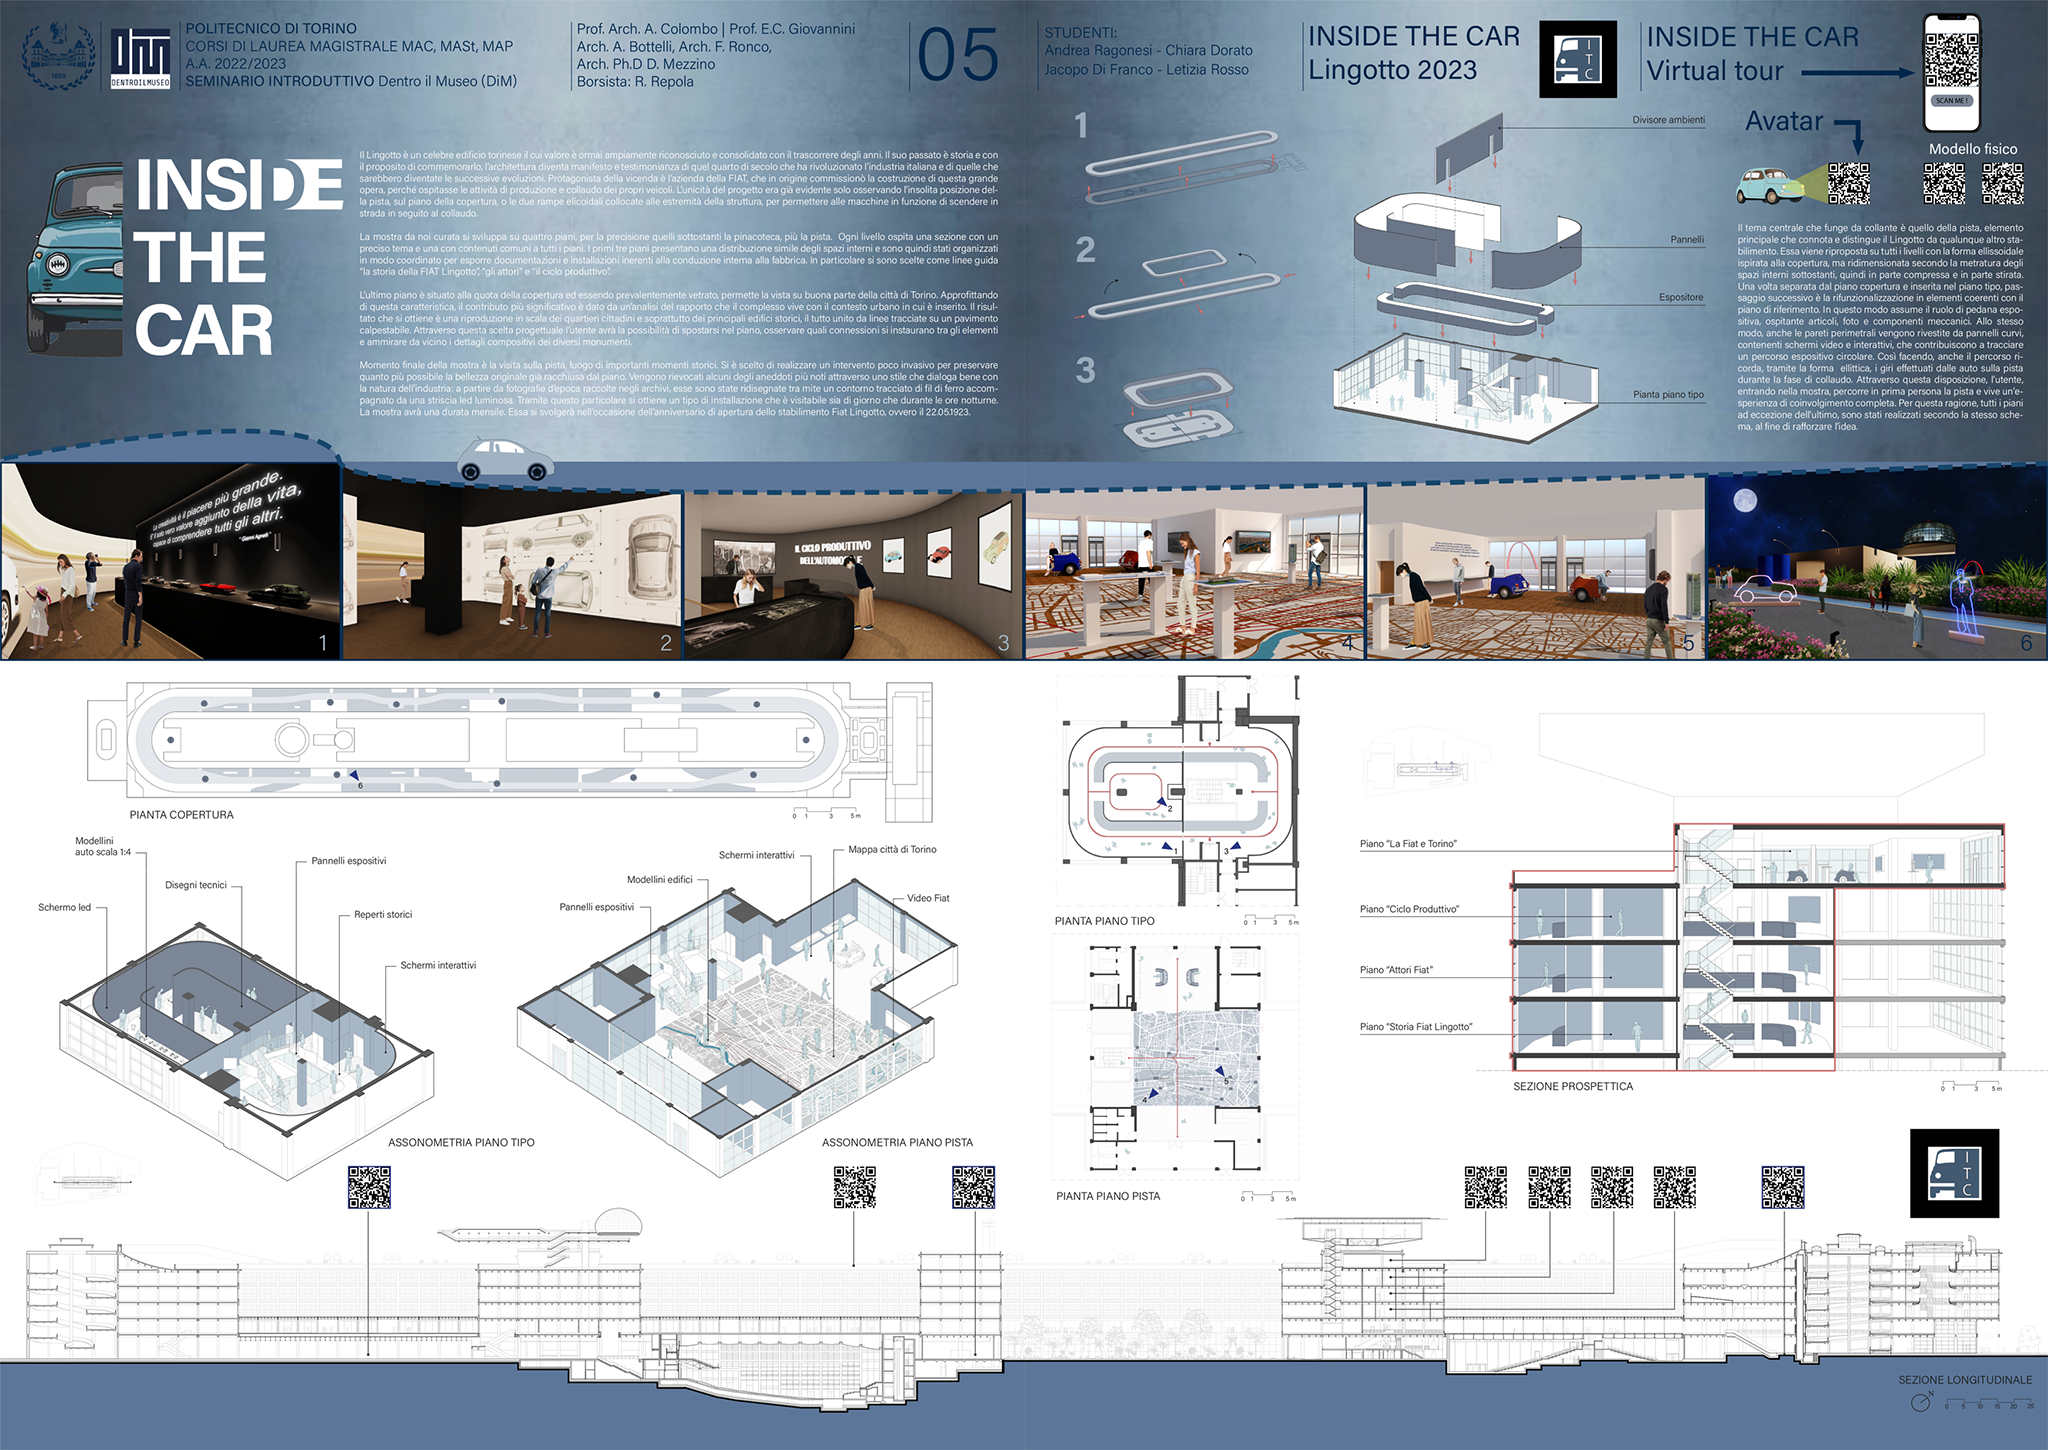 POLITECNICO DI TORINO
CORSI DI LAUREA MAGISTRALE MAC, MASt, MAP
A.A. 2022/2023
SEMINARIO INTRODUTTIVO Dentro il Museo (DiM)
1859
DiM
DENTROILMUSEO
Prof. Arch. A. Colombo | Prof. E.C. Giovannini
Arch. A. Bottelli, Arch. F. Ronco,
Arch. Ph.D D. Mezzino
Borsista: R. Repola
05
STUDENTI:
Andrea Ragonesi - Chiara Dorato
Jacopo Di Franco - Letizia Rosso
INSIDE THE CAR
Lingotto 2023
ITC
INSIDE THE CAR
Virtual tour
SCAN ME !
Avatar
Modello fisico
INSIDE
THE
CAR
Il Lingotto è un celebre edificio torinese il cui valore è ormai ampiamente riconosciuto e consolidato con il trascorrere degli anni. Il suo passato è storia e con
il proposito di commemorarlo, l'architettura diventa manifesto e testimonianza di quel quarto di secolo che ha rivoluzionato l'industria italiana e di quelle che
sarebbero diventate le successive evoluzioni. Protagonista della vicenda è l'azienda della FIAT, che in origine commissionò la costruzione di questa grande
opera, perché ospitasse le attività di produzione e collaudo dei propri veicoli. L'unicità del progetto era già evidente solo osservando l'insolita posizione del-
la pista, sul piano della copertura, o le due rampe elicoidali collocate alle estremità della struttura, per permettere alle macchine in funzione di scendere in
strada in seguito al collaudo.
La mostra da noi curata si sviluppa su quattro piani, per la precisione quelli sottostanti la pinacoteca, più la pista. Ogni livello ospita una sezione con un
preciso tema e una con contenuti comuni a tutti i piani. I primi tre piani presentano una distribuzione simile degli spazi interni e sono quindi stati organizzati
in modo coordinato per esporre documentazioni e installazioni inerenti alla conduzione interna alla fabbrica. In particolare si sono scelte come linee guida
"la storia della FIAT Lingotto", "gli attori" e "il ciclo produttivo".
L'ultimo piano è situato alla quota della copertura ed essendo prevalentemente vetrato, permette la vista su buona parte della città di Torino. Approfittando
di questa caratteristica, il contributo più significativo è dato da un'analisi del rapporto che il complesso vive con il contesto urbano in cui è inserito. Il risul-
tato che si ottiene è una riproduzione in scala dei quartieri cittadini e soprattutto dei principali edifici storici, il tutto unito da linee tracciate su un pavimento
calpestabile. Attraverso questa scelta progettuale l'utente avrà la possibilità di spostarsi nel piano, osservare quali connessioni si instaurano tra gli elementi
e ammirare da vicino i dettagli compositivi dei diversi monumenti.
Momento finale della mostra è la visita sulla pista, luogo di importanti momenti storici. Si è scelto di realizzare un intervento poco invasivo per preservare
quanto più possibile la bellezza originale già racchiusa dal piano. Vengono rievocati alcuni degli aneddoti più noti attraverso uno stile che dialoga bene con
la natura dell'industria: a partire da fotografie d'epoca raccolte negli archivi, esse sono state ridisegnate tra mite un contorno tracciato di fil di ferro accom-
pagnato da una striscia led luminosa. Tramite questo particolare si ottiene un tipo di installazione che è visitabile sia di giorno che durante le ore notturne.
La mostra avrà una durata mensile. Essa si svolgerà nell'occasione dell'anniversario di apertura dello stabilimento Fiat Lingotto, ovvero il 22.05.1923.
1
2
3
Divisore ambienti
Pannelli
Espositore
Pianta piano tipo
Il tema centrale che funge da collante è quello della pista, elemento
principale che connota e distingue il Lingotto da qualunque altro sta-
bilimento. Essa viene riproposta su tutti i livelli con la forma ellissoidale
ispirata alla copertura, ma ridimensionata secondo la metratura degli
spazi interni sottostanti, quindi in parte compressa e in parte stirata.
Una volta separata dal piano copertura e inserita nel piano tipo, pas-
saggio successivo è la rifunzionalizzazione in elementi coerenti con il
piano di riferimento. In questo modo assume il ruolo di pedana espo-
sitiva, ospitante articoli, foto e componenti meccanici. Allo stesso
modo, anche le pareti perimetrali vengono rivestite da pannelli curvi,
contenenti schermi video e interattivi, che contribuiscono a tracciare
un percorso espositivo circolare. Così facendo, anche il percorso ri-
corda, tramite la forma ellittica, i giri effettuati dalle auto sulla pista
durante la fase di collaudo. Attraverso questa disposizione, l'utente,
entrando nella mostra, percorre in prima persona la pista e vive un'e-
sperienza di coinvolgimento completa. Per questa ragione, tutti i piani
ad eccezione dell'ultimo, sono stati realizzati secondo la stesso sche-
ma, al fine di rafforzare l'idea.
La creatività è il piacere più grande.
E' il solo vero valore aggiunto della vita,
capace di comprendere tutti gli altri.
" Gianni Agnelli "
1
2
IL CICLO PRODUTTIVO
DELL'AUTOMOBILE
3
4
5
6
6
PIANTA COPERTURA
0 1 3 5 m
Modellini
auto scala 1:4
Disegni tecnici
Schermo led
Pannelli espositivi
Reperti storici
Schermi interattivi
ASSONOMETRIA PIANO TIPO
Schermi interattivi
Mappa città di Torino
Modellini edifici
Pannelli espositivi
Video Fiat
ASSONOMETRIA PIANO PISTA
2
1
3
PIANTA PIANO TIPO
0 1 3 5 m
5
4
PIANTA PIANO PISTA
0 1 3 5 m
Piano "La Fiat e Torino"
Piano "Ciclo Produttivo"
Piano "Attori Fiat"
Piano "Storia Fiat Lingotto"
SEZIONE PROSPETTICA
0 1 3 5 m
ITC
SEZIONE LONGITUDINALE
N
0 5 10 15 20 25